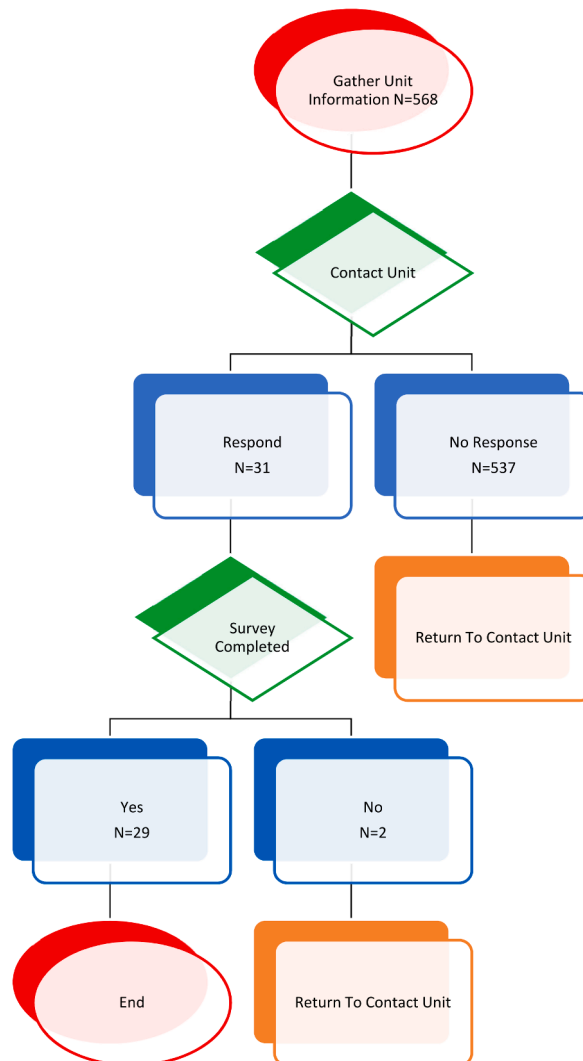 Gather Unit
Information N=568
Contact Unit
Respond
N=31
No Response
N=537
Survey
Completed
Return To Contact Unit
Yes
N=29
No
N=2
End
Return To Contact Unit